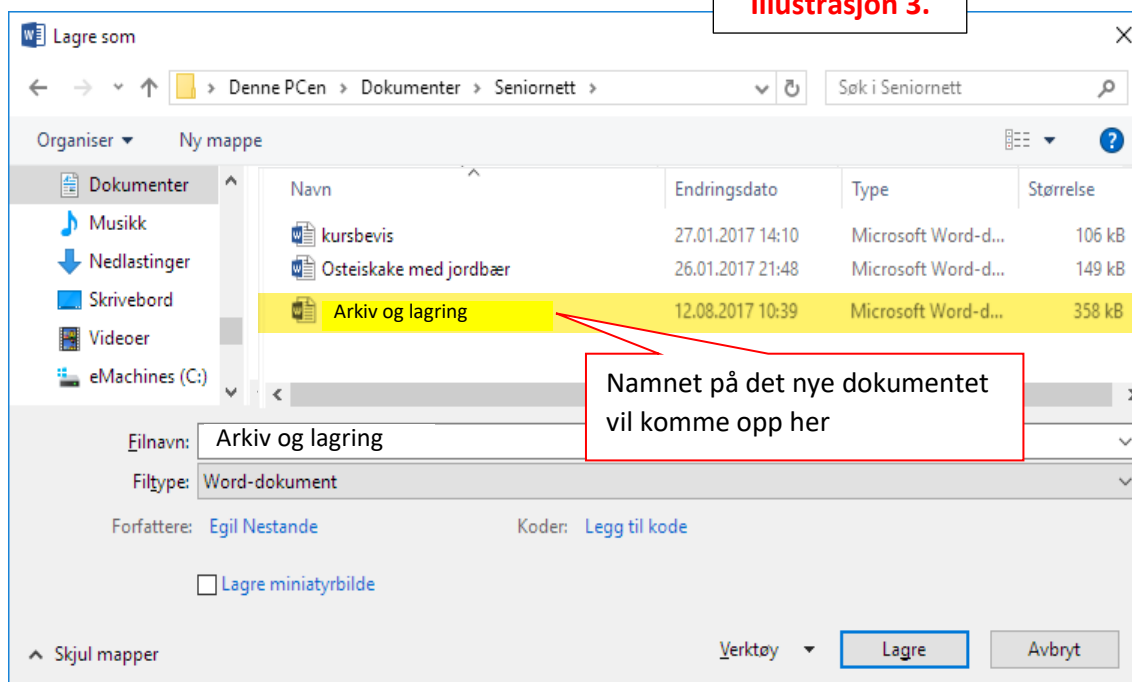 Illustrasjon 3.
Lagre som
Denne PCen > Dokumenter > Seniornett >
Søk i Seniornett
Organiser
Ny mappe
Dokumenter
Musikk
Nedlastinger
Skrivebord
Videoer
eMachines (C:)
Navn Endringsdato Type Størrelse
kursbevis 27.01.2017 14:10 Microsoft Word-d... 106 kB
Osteiskake med jordbær 26.01.2017 21:48 Microsoft Word-d... 149 kB
Arkiv og lagring 12.08.2017 10:39 Microsoft Word-d... 358 kB
Namnet på det nye dokumentet
vil komme opp her
Filnavn: Arkiv og lagring
Filtype: Word-dokument
Forfattere: Egil Nestande Koder: Legg til kode
Lagre miniatyrbilde
Skjul mapper Verktøy Lagre Avbryt